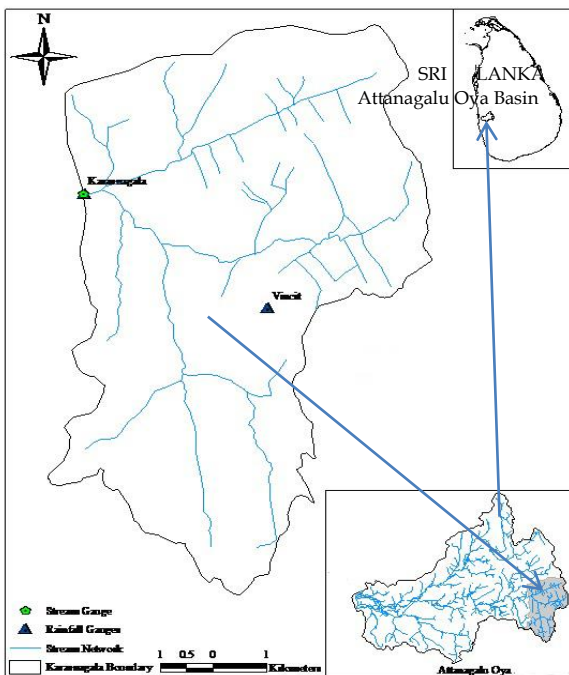 N
SRI LANKA
Attanagalu Oya Basin
Karasnagala
Vincit
Stream Gauge
Rainfall Gauges
Stream Network
Karasnagala Boundary
1 0.5 0 1
Kilometers
Attanagalu Oya